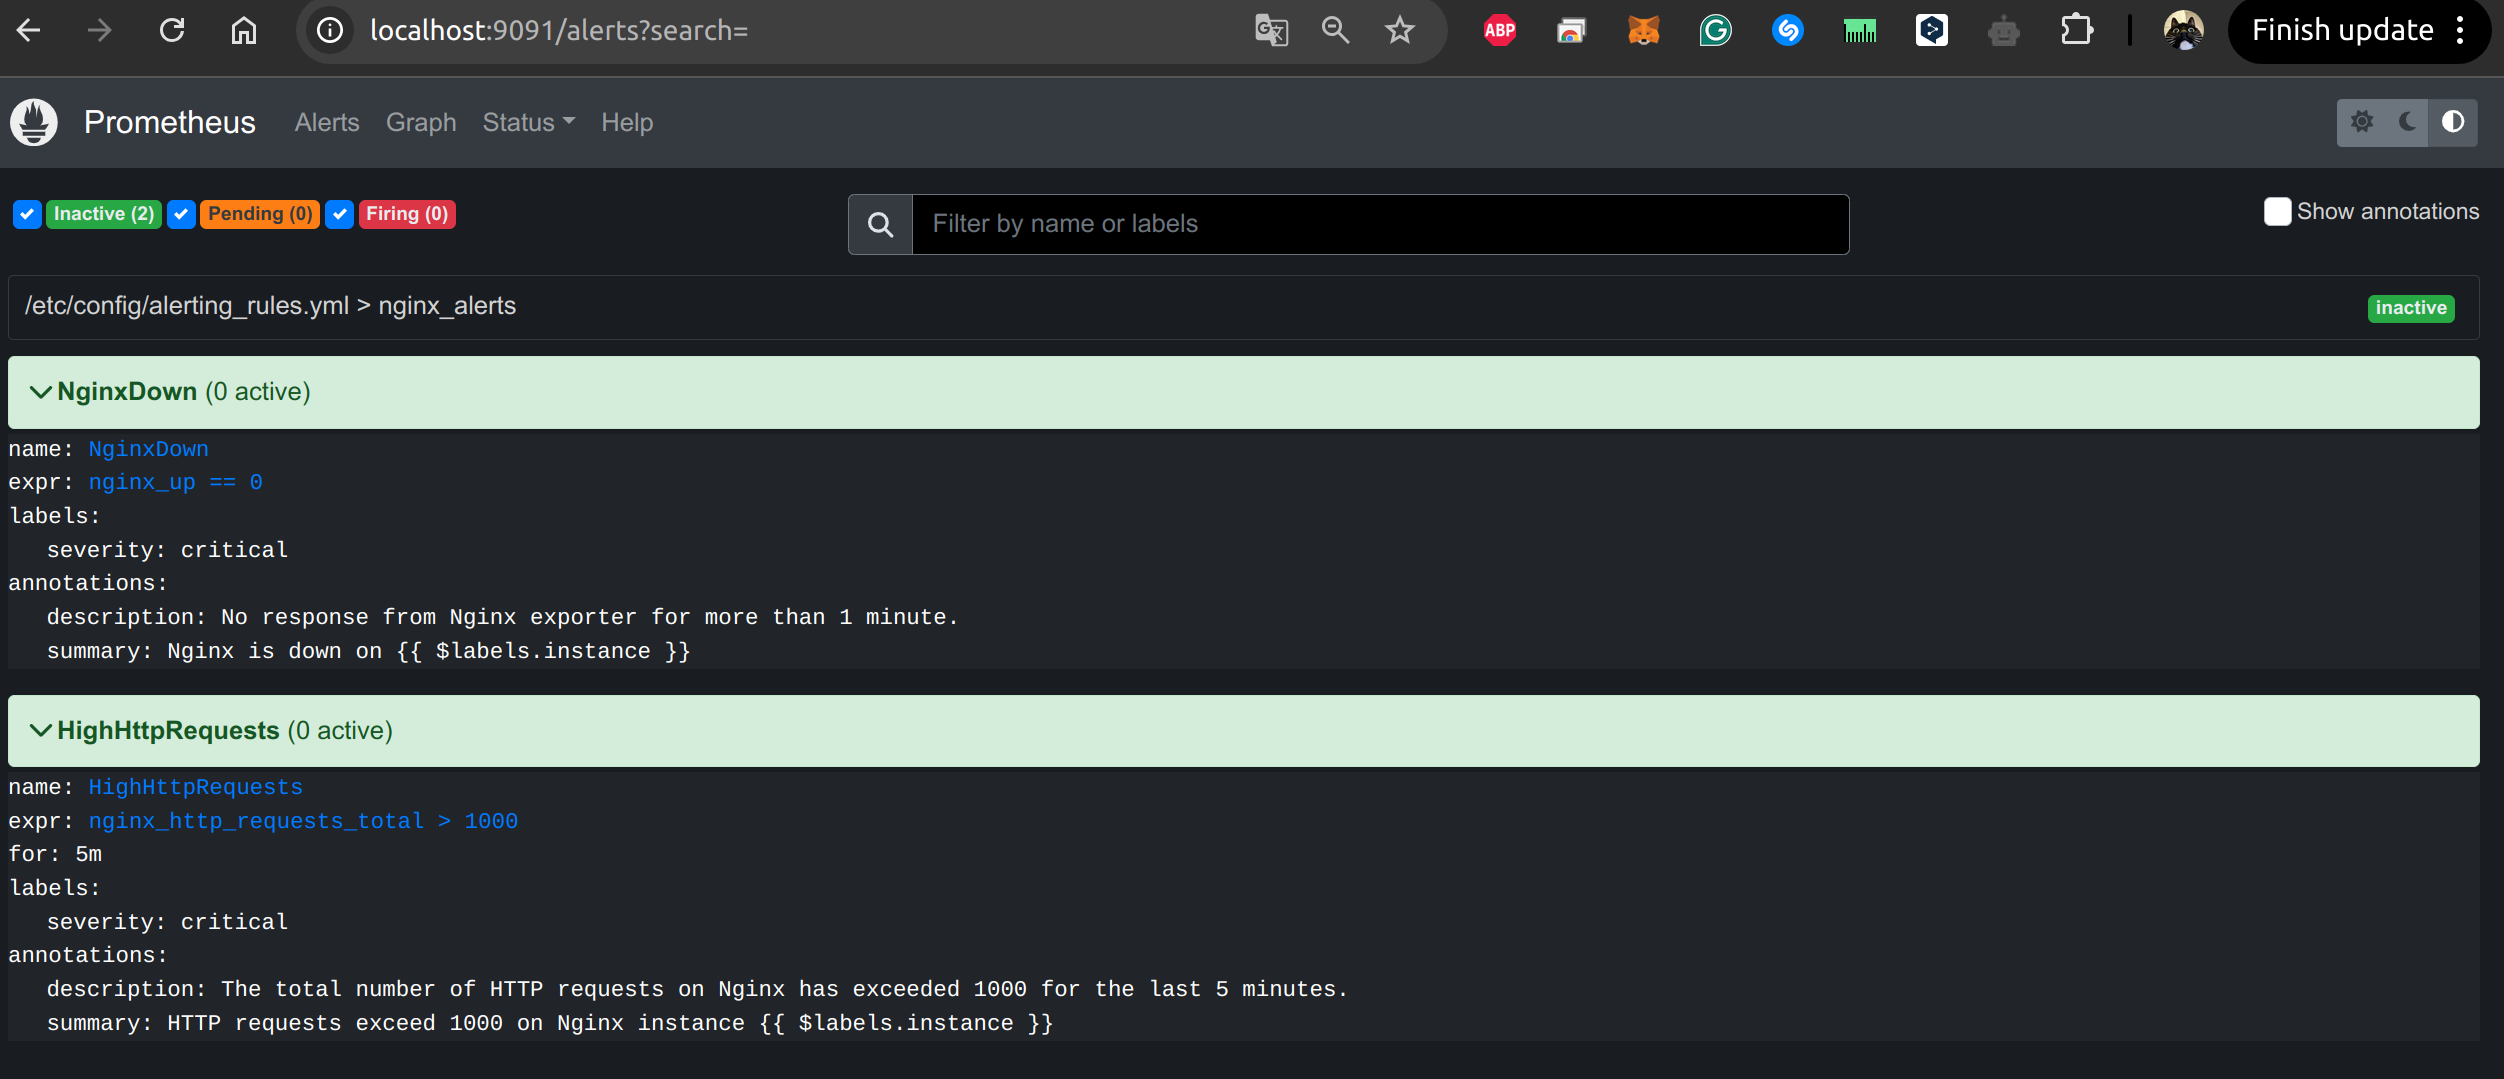 localhost:9091/alerts?search=
ABP
Finish update
Prometheus Alerts Graph Status Help
Inactive (2) Pending (0) Firing (0)
Filter by name or labels
Show annotations
/etc/config/alerting_rules.yml > nginx_alerts
inactive
NginxDown (0 active)
name: NginxDown
expr: nginx_up == 0
labels:
severity: critical
annotations:
description: No response from Nginx exporter for more than 1 minute.
summary: Nginx is down on {{ $labels.instance }}
HighHttpRequests (0 active)
name: HighHttpRequests
expr: nginx_http_requests_total > 1000
for: 5m
labels:
severity: critical
annotations:
description: The total number of HTTP requests on Nginx has exceeded 1000 for the last 5 minutes.
summary: HTTP requests exceed 1000 on Nginx instance {{ $labels.instance }}